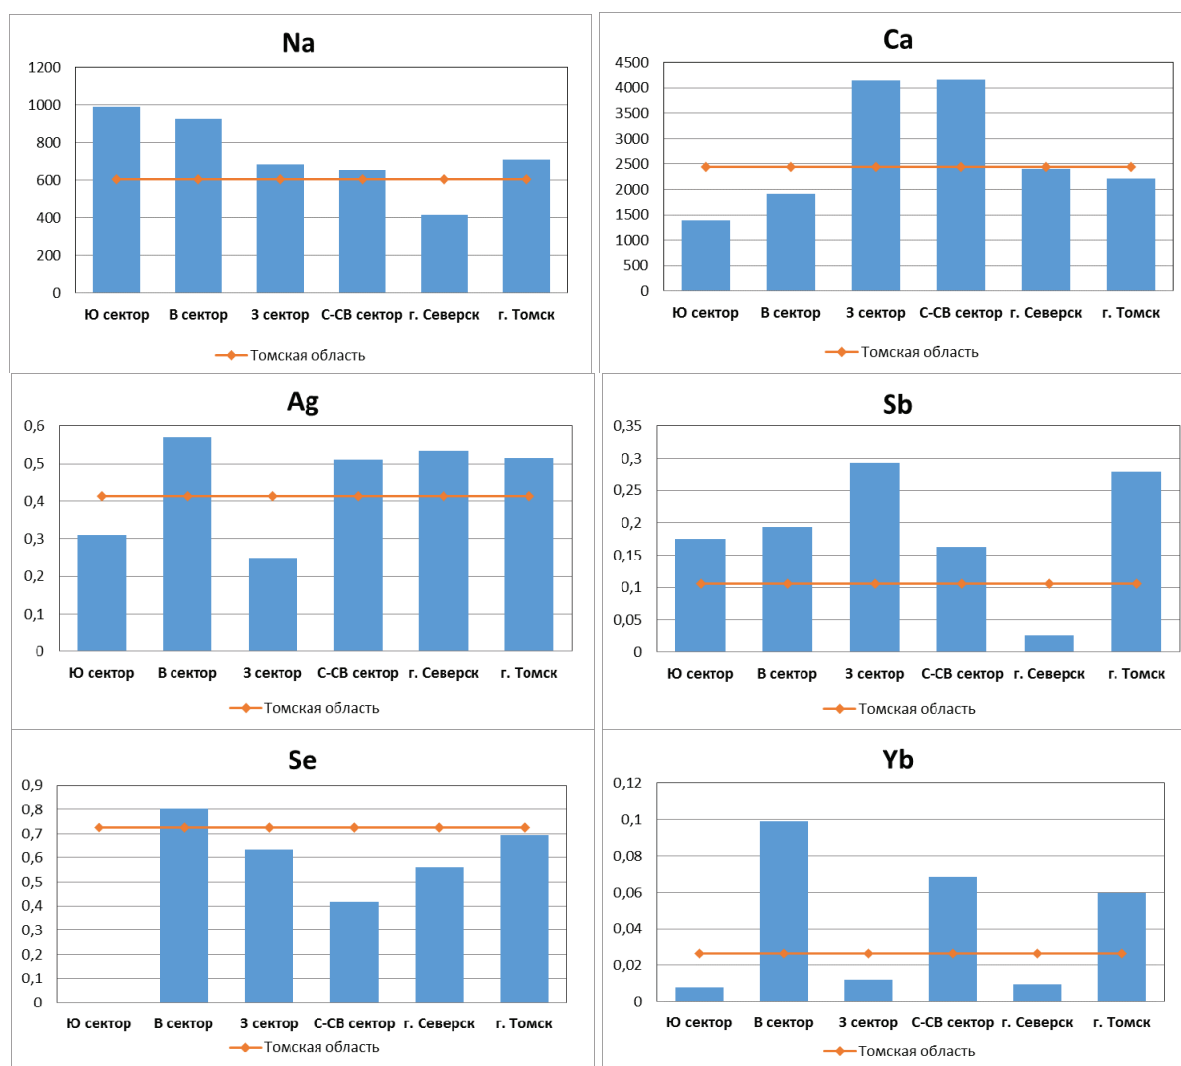 Na
1200
1000
800
600
400
200
0
Ю сектор В сектор З сектор С-СВ сектор г. Северск г. Томск
Томская область
Ca
4500
4000
3500
3000
2500
2000
1500
1000
500
0
Ю сектор В сектор З сектор С-СВ сектор г. Северск г. Томск
Томская область
Ag
0,6
0,5
0,4
0,3
0,2
0,1
0
Ю сектор В сектор З сектор С-СВ сектор г. Северск г. Томск
Томская область
Sb
0,35
0,3
0,25
0,2
0,15
0,1
0,05
0
Ю сектор В сектор З сектор С-СВ сектор г. Северск г. Томск
Томская область
Se
0,9
0,8
0,7
0,6
0,5
0,4
0,3
0,2
0,1
0
Ю сектор В сектор З сектор С-СВ сектор г. Северск г. Томск
Томская область
Yb
0,12
0,1
0,08
0,06
0,04
0,02
0
Ю сектор В сектор З сектор С-СВ сектор г. Северск г. Томск
Томская область